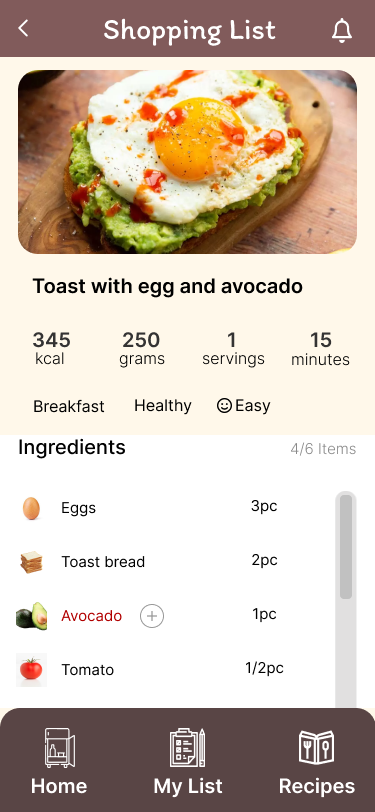 Shopping List
Toast with egg and avocado
345 250 1 15
kcal grams servings minutes
Breakfast Healthy Easy
Ingredients 4/6 Items
Eggs 3pc
Toast bread 2pc
Avocado 1pc
Tomato 1/2pc
Home My List Recipes